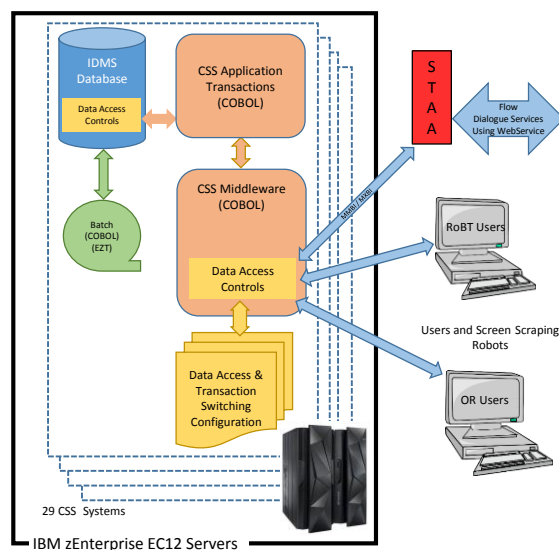 IDMS
Database
Data Access
Controls
CSS Application
Transactions
(COBOL)
S
T
A
A
Flow
Dialogue Services
Using WebService
CSS Middleware
(COBOL)
MMBI / MXBI
Batch
(COBOL)
(EZT)
RoBT Users
Data Access
Controls
Users and Screen Scraping
Robots
Data Access &
Transaction
Switching
Configuration
OR Users
29 CSS Systems
IBM zEnterprise EC12 Servers